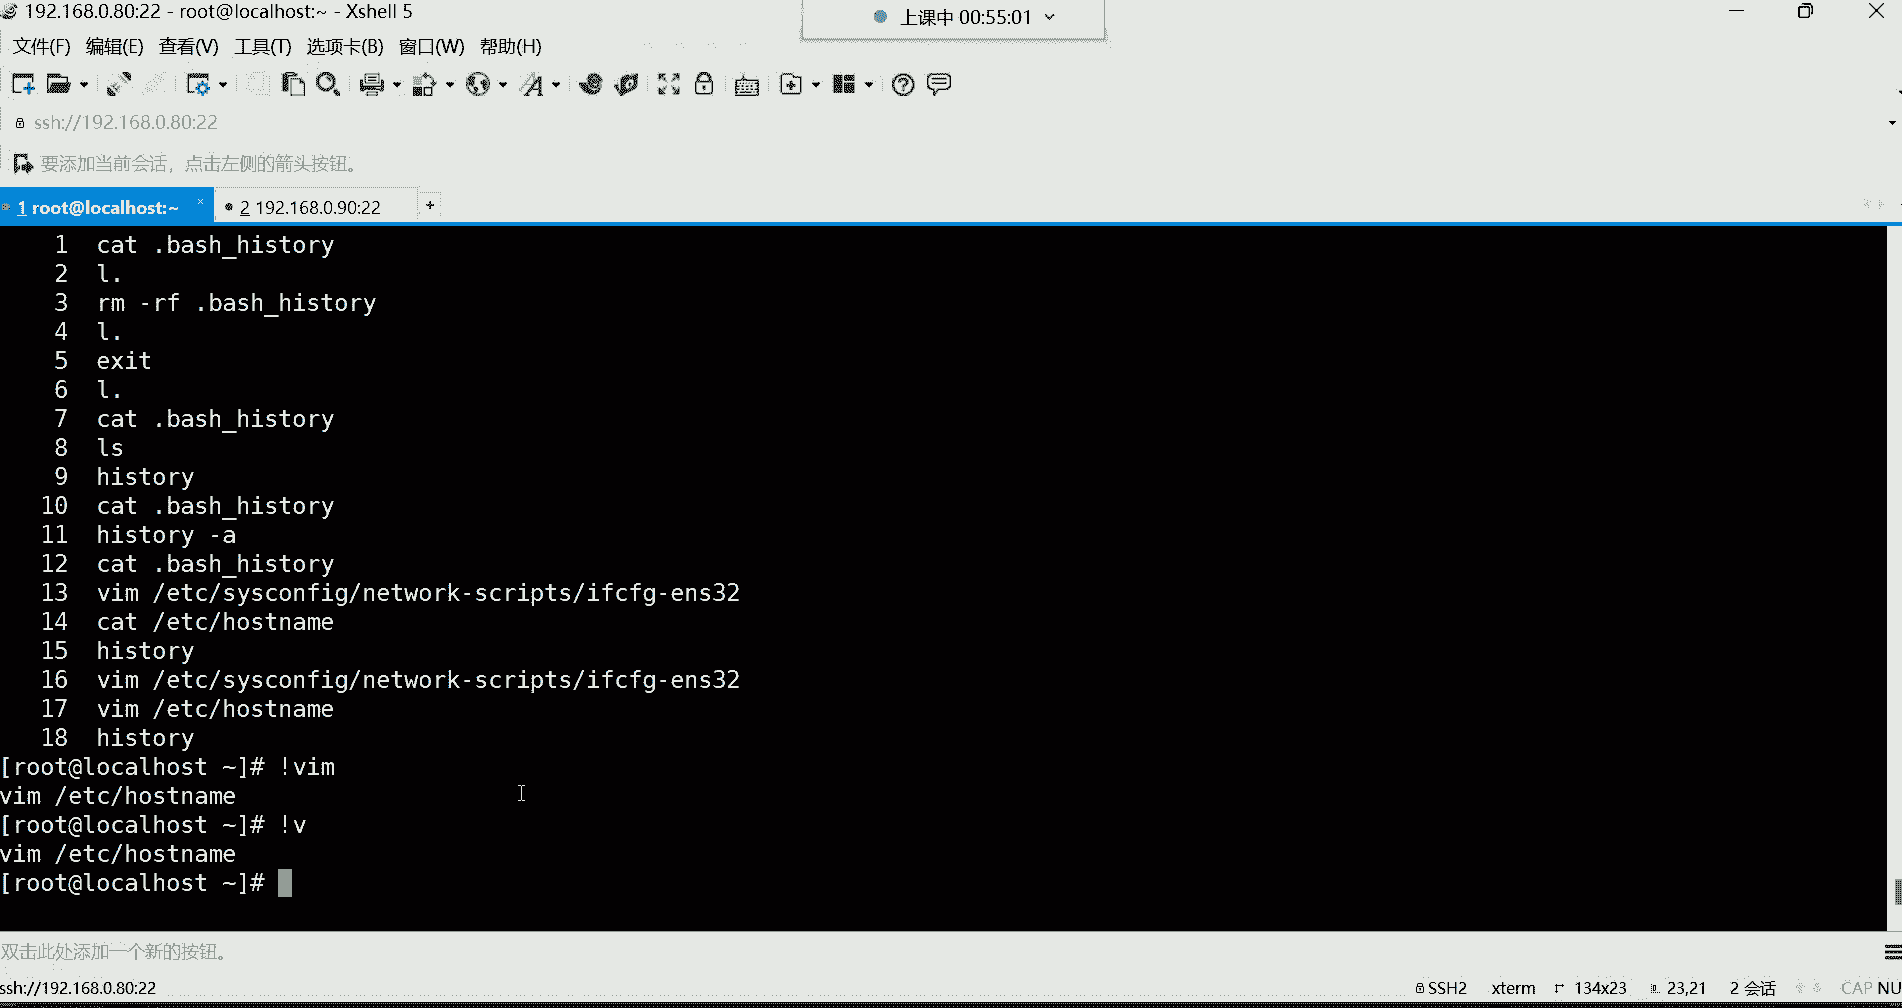 192.168.0.80:22 - root@localhost:~ - Xshell 5
上课中 00:55:01
文件(F) 编辑(E) 查看(V) 工具(T) 选项卡(B) 窗口(W) 帮助(H)
ssh://192.168.0.80:22
要添加当前会话，点击左侧的箭头按钮。
1 root@localhost:~ × 2 192.168.0.90:22 +
1 cat .bash_history
2 l.
3 rm -rf .bash_history
4 l.
5 exit
6 l.
7 cat .bash_history
8 ls
9 history
10 cat .bash_history
11 history -a
12 cat .bash_history
13 vim /etc/sysconfig/network-scripts/ifcfg-ens32
14 cat /etc/hostname
15 history
16 vim /etc/sysconfig/network-scripts/ifcfg-ens32
17 vim /etc/hostname
18 history
[root@localhost ~]# !vim
vim /etc/hostname
[root@localhost ~]# !v
vim /etc/hostname
[root@localhost ~]#
双击此处添加一个新的按钮。
ssh://192.168.0.80:22 SSH2 xterm 134x23 23,21 2 会话 CAP NU